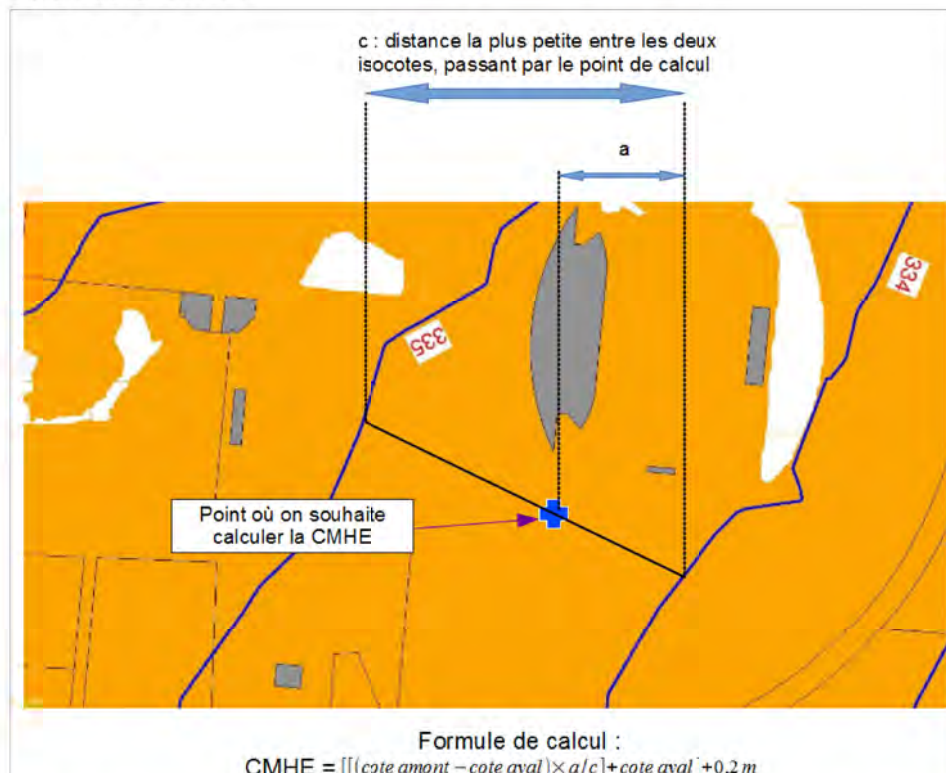 c : distance la plus petite entre les deux
isocotes, passant par le point de calcul
a
334
335
Point où on souhaite
calculer la CMHE
Formule de calcul :
CMHE = [[[(cote amont − cote aval) × a/c]+cote aval]+0,2 m